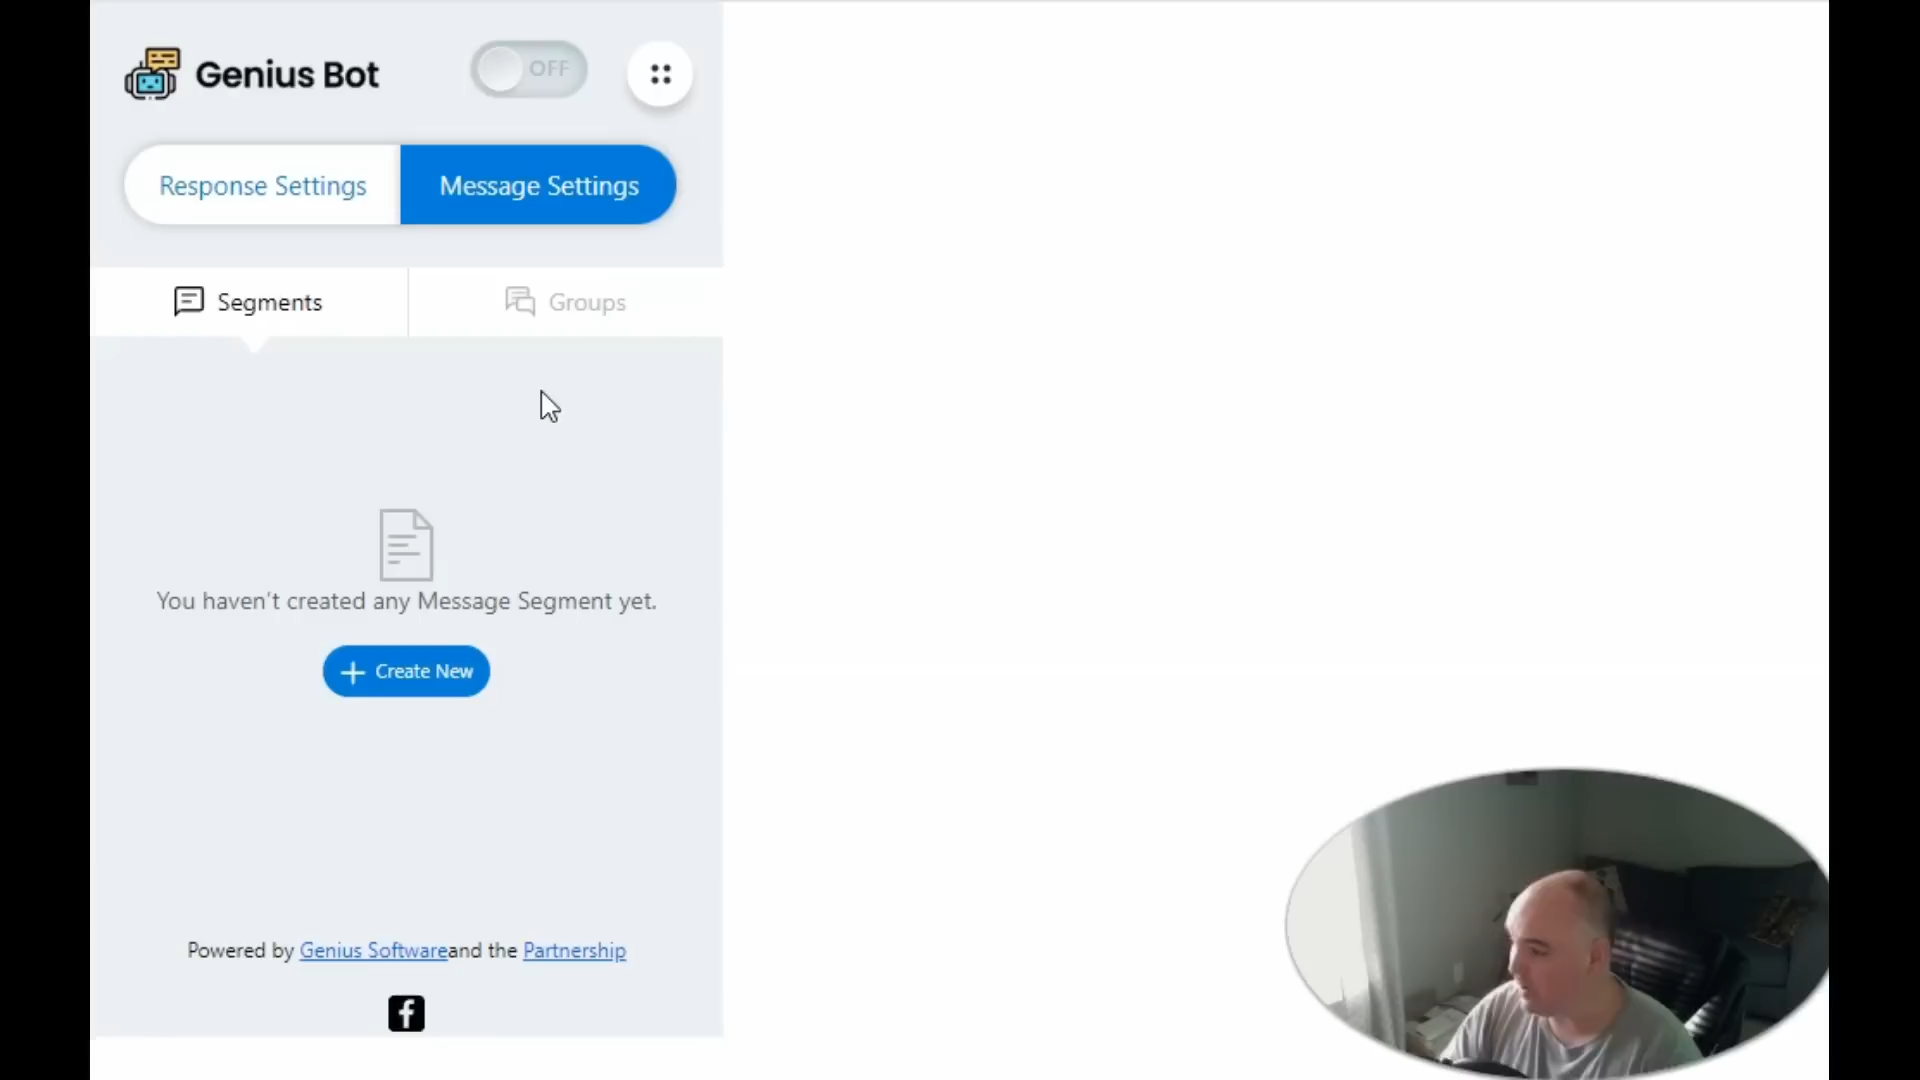 Genius Bot
OFF
Response Settings
Message Settings
Segments
Groups
You haven't created any Message Segment yet.
Create New
Powered by Genius Softwareand the Partnership